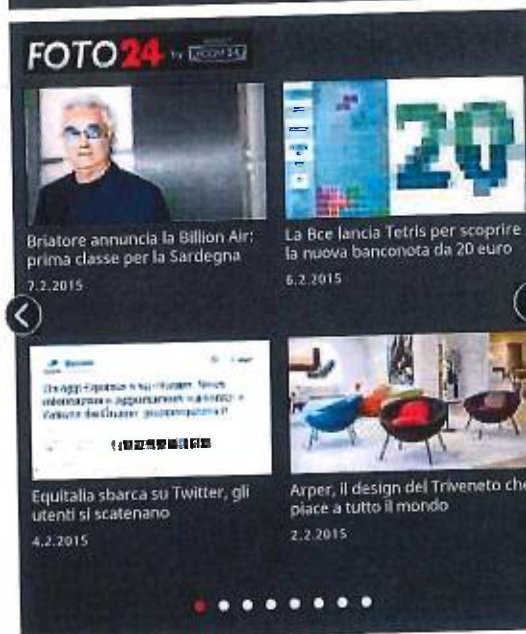 FOTO24 by
20
Briatore annuncia la Billion Air:
prima classe per la Sardegna
7.2.2015
La Bce lancia Tetris per scoprire
la nuova banconota da 20 euro
6.2.2015
Equitalia sbarca su Twitter, gli
utenti si scatenano
4.2.2015
Arper, il design del Triveneto che
piace a tutto il mondo
2.2.2015